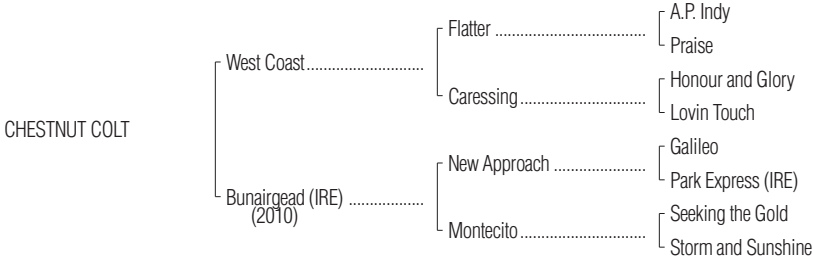 A.P. Indy
Flatter ....................................
Praise
West Coast...........................
Honour and Glory
Caressing..............................
Lovin Touch
CHESTNUT COLT
Galileo
New Approach ......................
Park Express (IRE)
Bunairgead (IRE) ..................
(2010)
Seeking the Gold
Montecito..............................
Storm and Sunshine